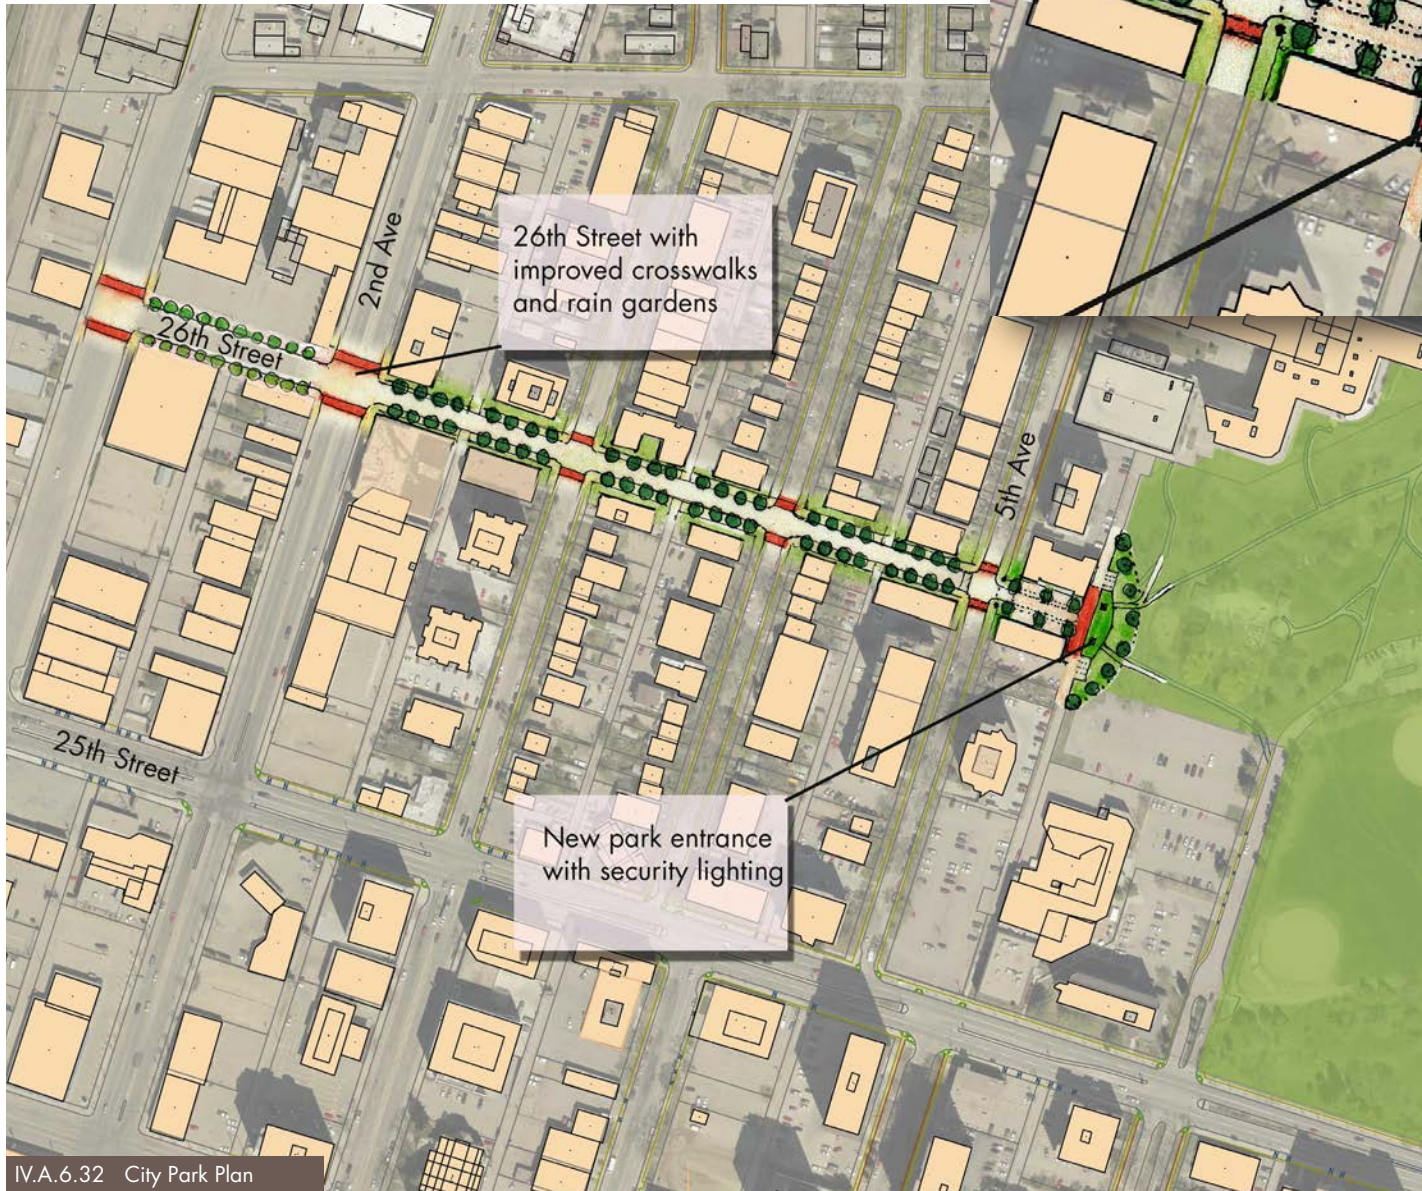 2nd Ave
26th Street with
improved crosswalks
and rain gardens
26th Street
5th Ave
25th Street
New park entrance
with security lighting
IV.A.6.32 City Park Plan